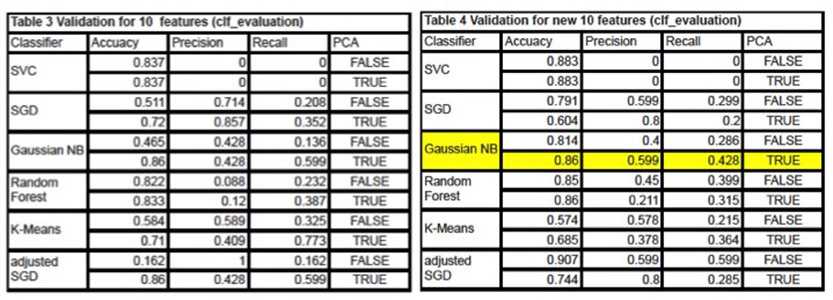 Table 3 Validation for 10 features (clf_evaluation)
Classifier Accuacy Precision Recall PCA
SVC 0.837 0 0 FALSE
0.837 0 0 TRUE
SGD 0.511 0.714 0.208 FALSE
0.72 0.857 0.352 TRUE
Gaussian NB 0.465 0.428 0.136 FALSE
0.86 0.428 0.599 TRUE
Random Forest 0.822 0.088 0.232 FALSE
0.833 0.12 0.387 TRUE
K-Means 0.584 0.589 0.325 FALSE
0.71 0.409 0.773 TRUE
adjusted SGD 0.162 1 0.162 FALSE
0.86 0.428 0.599 TRUE
Table 4 Validation for new 10 features (clf_evaluation)
Classifier Accuacy Precision Recall PCA
SVC 0.883 0 0 FALSE
0.883 0 0 TRUE
SGD 0.791 0.599 0.299 FALSE
0.604 0.8 0.2 TRUE
Gaussian NB 0.814 0.4 0.286 FALSE
0.86 0.599 0.428 TRUE
Random Forest 0.85 0.45 0.399 FALSE
0.86 0.211 0.315 TRUE
K-Means 0.574 0.578 0.215 FALSE
0.685 0.378 0.364 TRUE
adjusted SGD 0.907 0.599 0.599 FALSE
0.744 0.8 0.285 TRUE